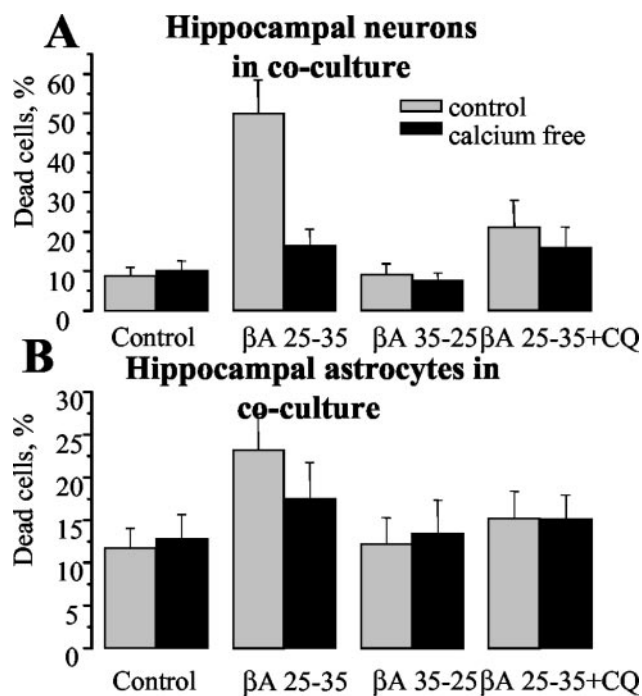 A
Hippocampal neurons
in co-culture
Dead cells, %
60
50
40
30
20
10
0
control
calcium free
Control βA 25-35 βA 35-25 βA 25-35+CQ
B
Hippocampal astrocytes in
co-culture
Dead cells, %
30
25
20
15
10
5
0
Control βA 25-35 βA 35-25 βA 25-35+CQ